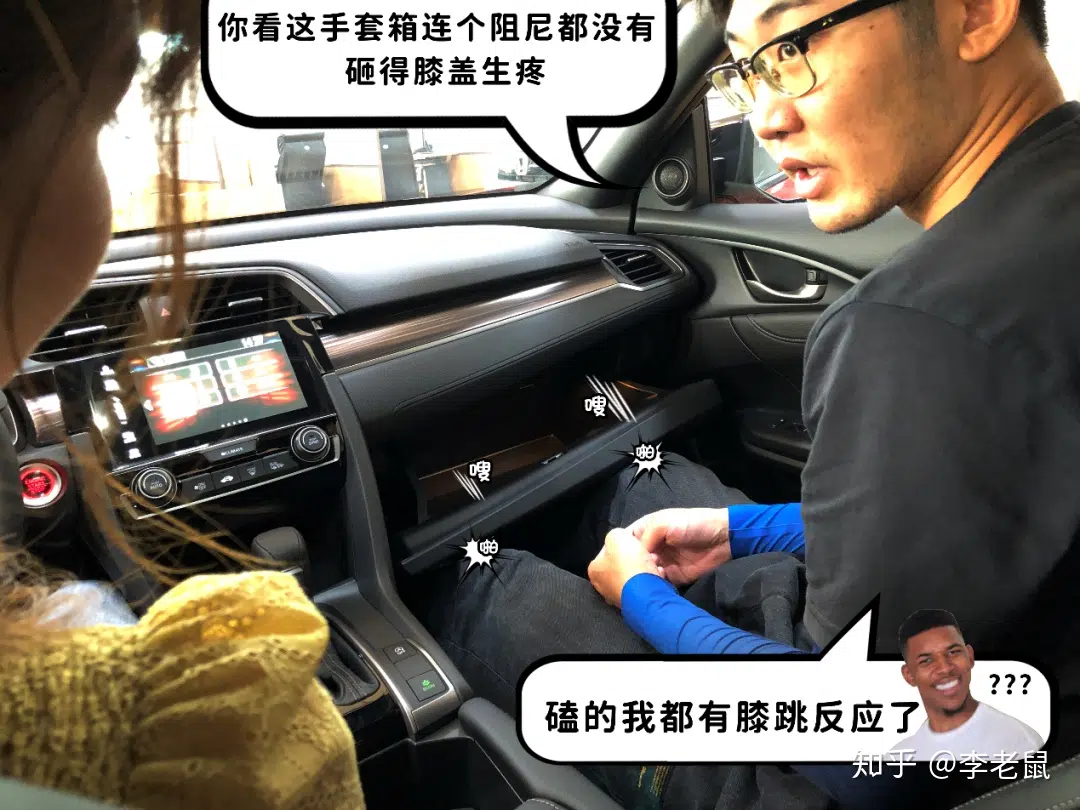 你看这手套箱连个阻尼都没有
砸得膝盖生疼
嗖
啪
嗖
啪
???
磕的我都有膝跳反应了
知乎 @李老鼠